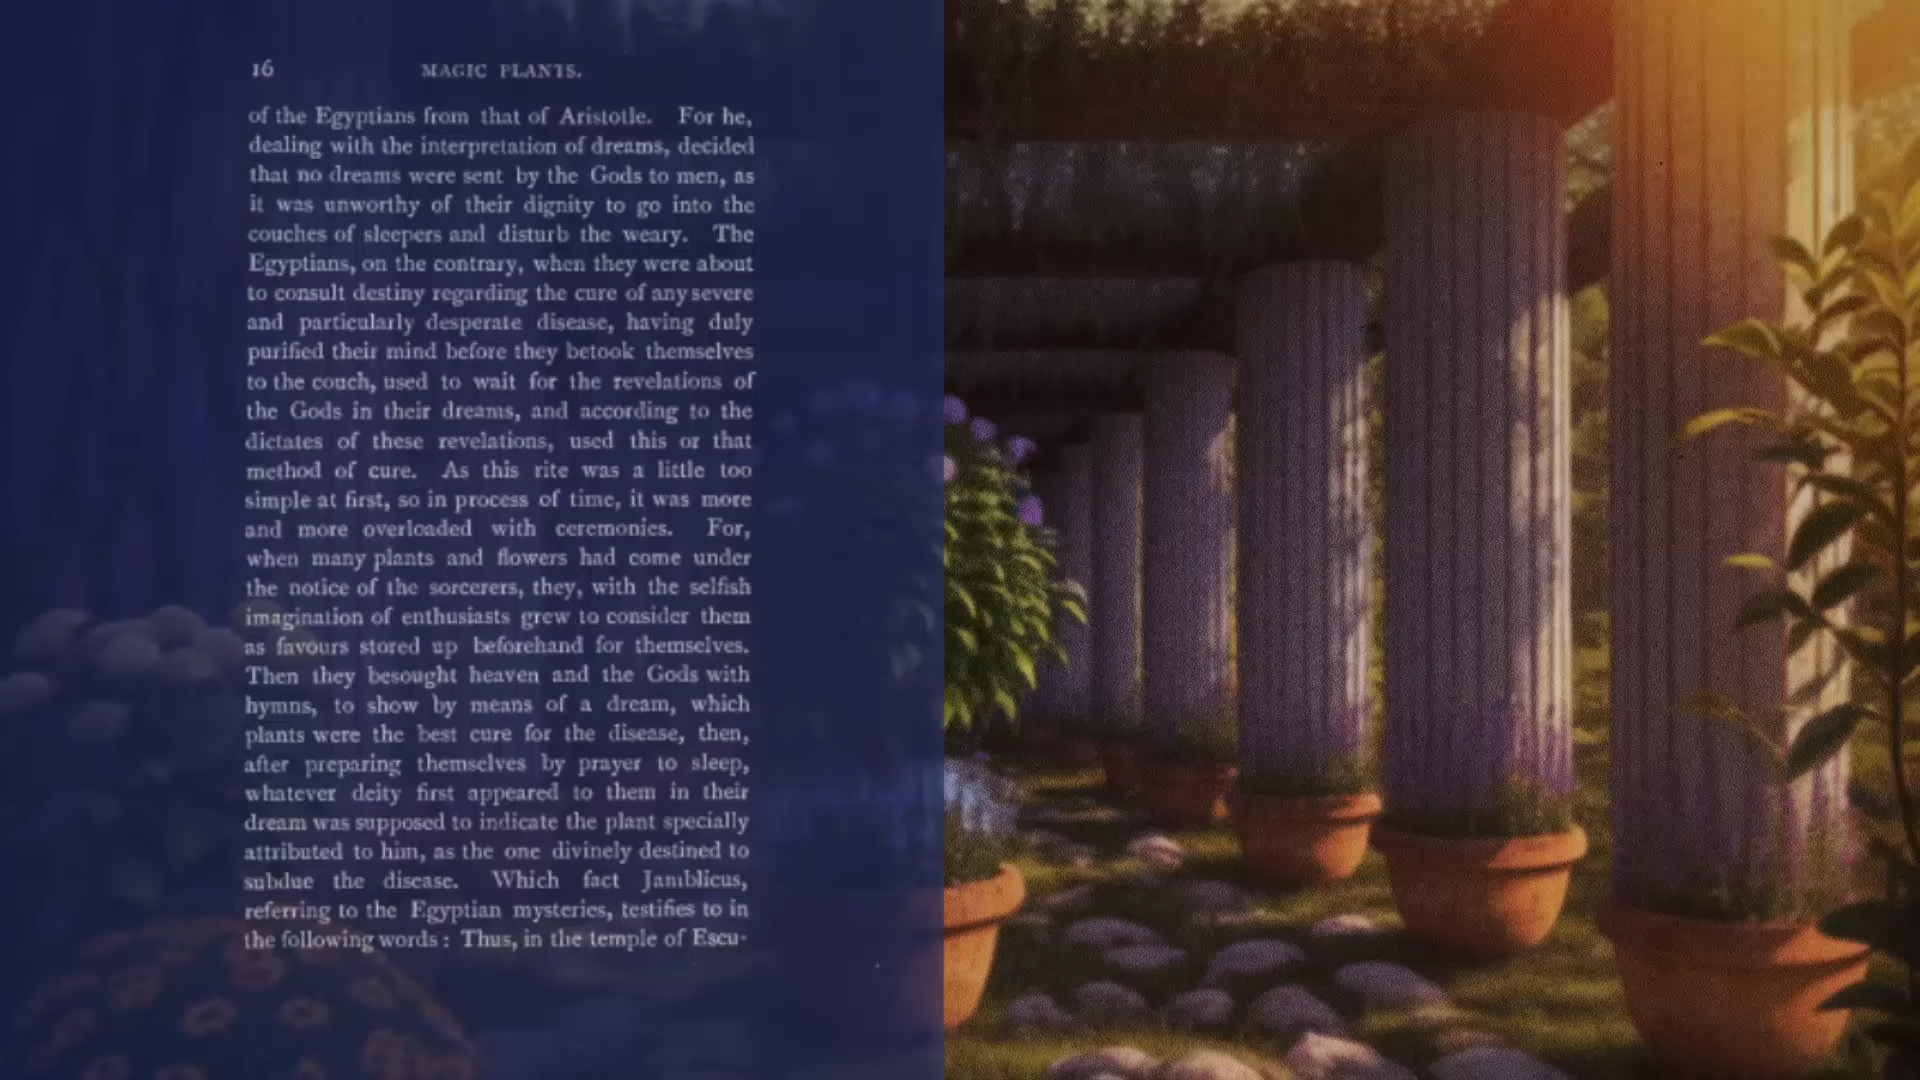 16 MAGIC PLANTS.
of the Egyptians from that of Aristotle. For he,
dealing with the interpretation of dreams, decided
that no dreams were sent by the Gods to men, as
it was unworthy of their dignity to go into the
couches of sleepers and disturb the weary. The
Egyptians, on the contrary, when they were about
to consult destiny regarding the cure of any severe
and particularly desperate disease, having duly
purified their mind before they betook themselves
to the couch, used to wait for the revelations of
the Gods in their dreams, and according to the
dictates of these revelations, used this or that
method of cure. As this rite was a little too
simple at first, so in process of time, it was more
and more overloaded with ceremonies. For,
when many plants and flowers had come under
the notice of the sorcerers, they, with the selfish
imagination of enthusiasts grew to consider them
as favours stored up beforehand for themselves.
Then they besought heaven and the Gods with
hymns, to show by means of a dream, which
plants were the best cure for the disease, then,
after preparing themselves by prayer to sleep,
whatever deity first appeared to them in their
dream was supposed to indicate the plant specially
attributed to him, as the one divinely destined to
subdue the disease. Which fact Jamblicus,
referring to the Egyptian mysteries, testifies to in
the following words : Thus, in the temple of Escu-